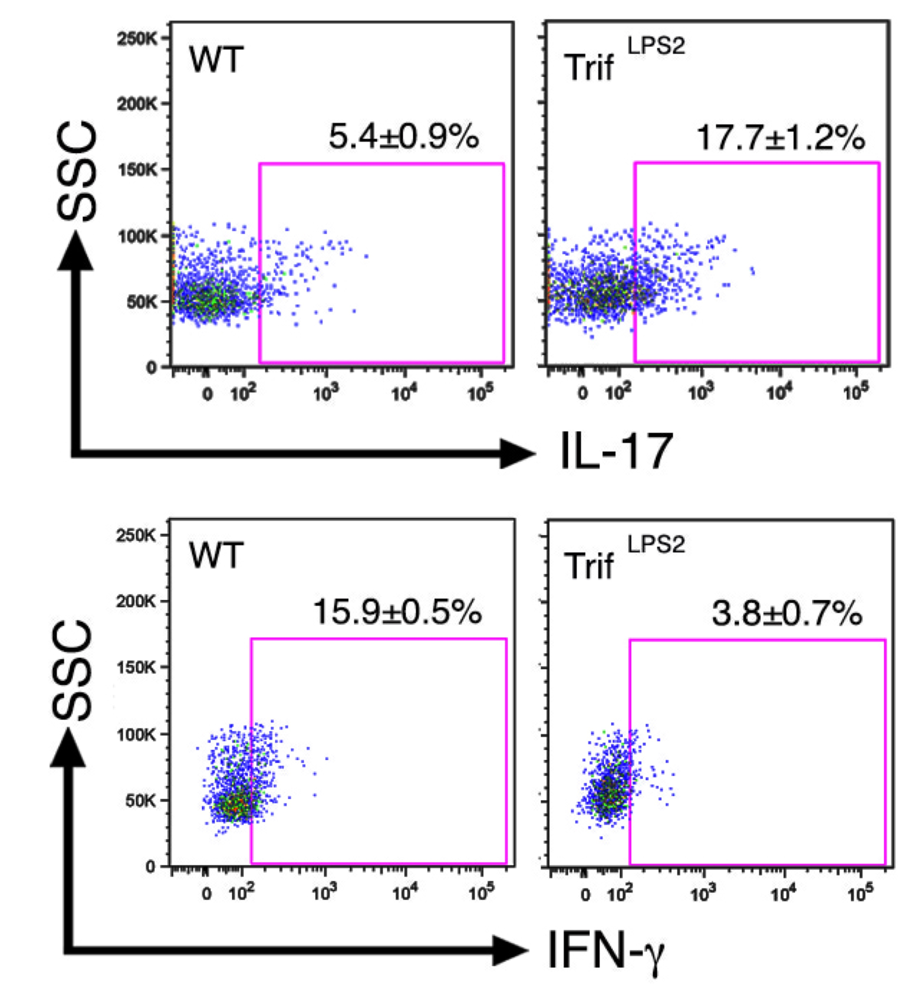 WT
Trif LPS2
5.4±0.9%
17.7±1.2%
SSC
250K
200K
150K
100K
50K
0
0 10² 10³ 10⁴ 10⁵
0 10² 10³ 10⁴ 10⁵
IL-17
WT
Trif LPS2
15.9±0.5%
3.8±0.7%
SSC
250K
200K
150K
100K
50K
0
0 10² 10³ 10⁴ 10⁵
0 10² 10³ 10⁴ 10⁵
IFN-γ